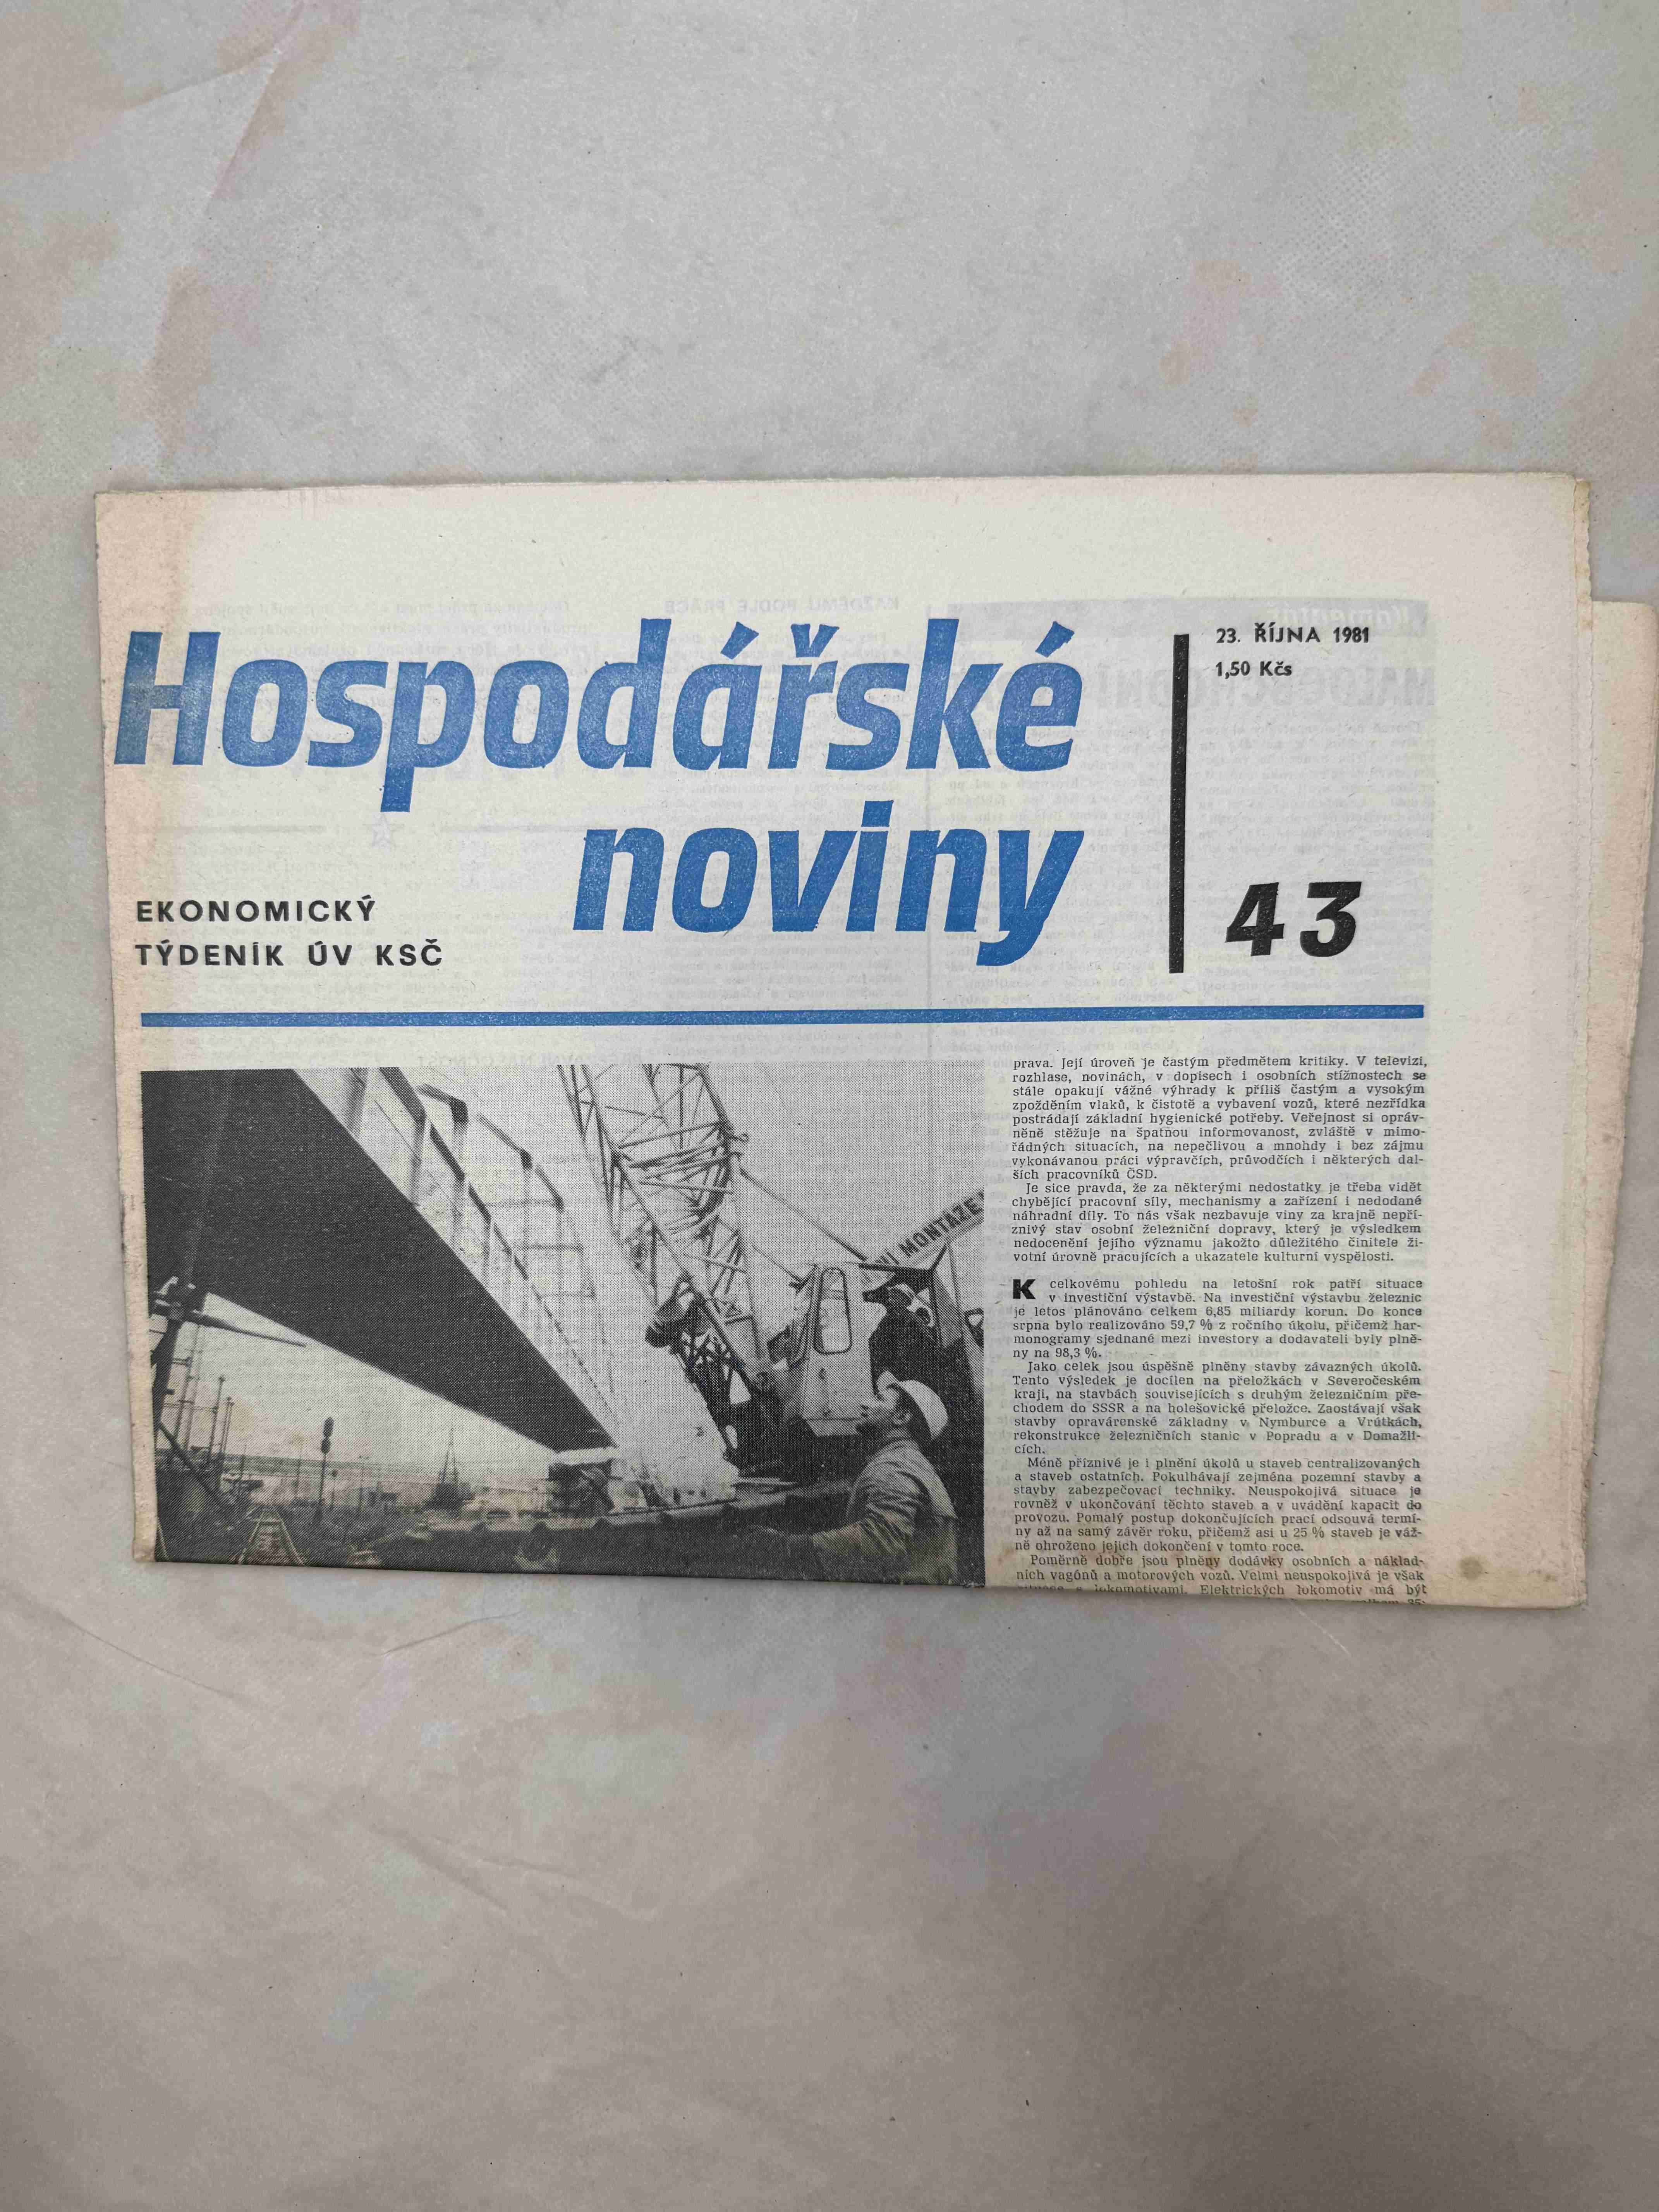 Hospodářské
noviny
EKONOMICKÝ
TÝDENÍK ÚV KSČ
23. ŘÍJNA 1981
1,50 Kčs
43
NÍ MONTÁŽE
prava. Její úroveň je častým předmětem kritiky. V televizi,
rozhlase, novinách, v dopisech i osobních stížnostech se
stále opakují vážné výhrady k příliš častým a vysokým
zpožděním vlaků, k čistotě a vybavení vozů, které nezřídka
postrádají základní hygienické potřeby. Veřejnost si opráv-
něně stěžuje na špatnou informovanost, zvláště v mimo-
řádných situacích, na nepečlivou a mnohdy i bez zájmu
vykonávanou práci výpravčích, průvodčích i některých dal-
ších pracovníků ČSD.
Je sice pravda, že za některými nedostatky je třeba vidět
chybějící pracovní síly, mechanismy a zařízení i nedodané
náhradní díly. To nás však nezbavuje viny za krajně nepří-
znivý stav osobní železniční dopravy, který je výsledkem
nedocenění jejího významu jakožto důležitého činitele ži-
votní úrovně pracujících a ukazatele kulturní vyspělosti.
K celkovému pohledu na letošní rok patří situace
v investiční výstavbě. Na investiční výstavbu železnic
je letos plánováno celkem 6,85 miliardy korun. Do konce
srpna bylo realizováno 59,7 % z ročního úkolu, přičemž har-
monogramy sjednané mezi investory a dodavateli byly plně-
ny na 98,3 %.
Jako celek jsou úspěšně plněny stavby závazných úkolů.
Tento výsledek je docílen na přeložkách v Severočeském
kraji, na stavbách souvisejících s druhým železničním pře-
chodem do SSSR a na holešovické přeložce. Zaostávají však
stavby opravárenské základny v Nymburce a Vrútkách,
rekonstrukce železničních stanic v Popradu a v Domažli-
cích.
Méně příznivé je i plnění úkolů u staveb centralizovaných
a staveb ostatních. Pokulhávají zejména pozemní stavby a
stavby zabezpečovací techniky. Neuspokojivá situace je
rovněž v ukončování těchto staveb a v uvádění kapacit do
provozu. Pomalý postup dokončujících prací odsouvá termí-
ny až na samý závěr roku, přičemž asi u 25 % staveb je váž-
ně ohroženo jejich dokončení v tomto roce.
Poměrně dobře jsou plněny dodávky osobních a náklad-
ních vagónů a motorových vozů. Velmi neuspokojivá je však
situace s lokomotivami. Elektrických lokomotiv má být